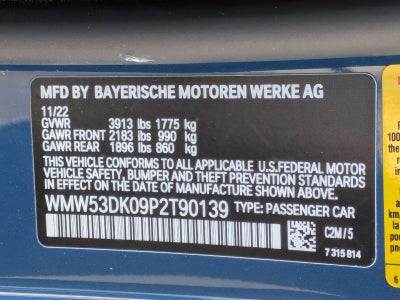 MFD BY BAYERISCHE MOTOREN WERKE AG
11/22
GVWR 3913 lbs 1775 kg
GAWR FRONT 2183 lbs 990 kg
GAWR REAR 1896 lbs 860 kg
THIS VEHICLE CONFORMS TO ALL APPLICABLE U.S.FEDERAL MOTOR
VEHICLE SAFETY, BUMPER AND THEFT PREVENTION STANDARDS
IN EFFECT ON THE DATE OF MANUFACTURE SHOWN ABOVE.
WMW53DK09P2T90139 TYPE: PASSENGER CAR
C2M / 5
7 315 814